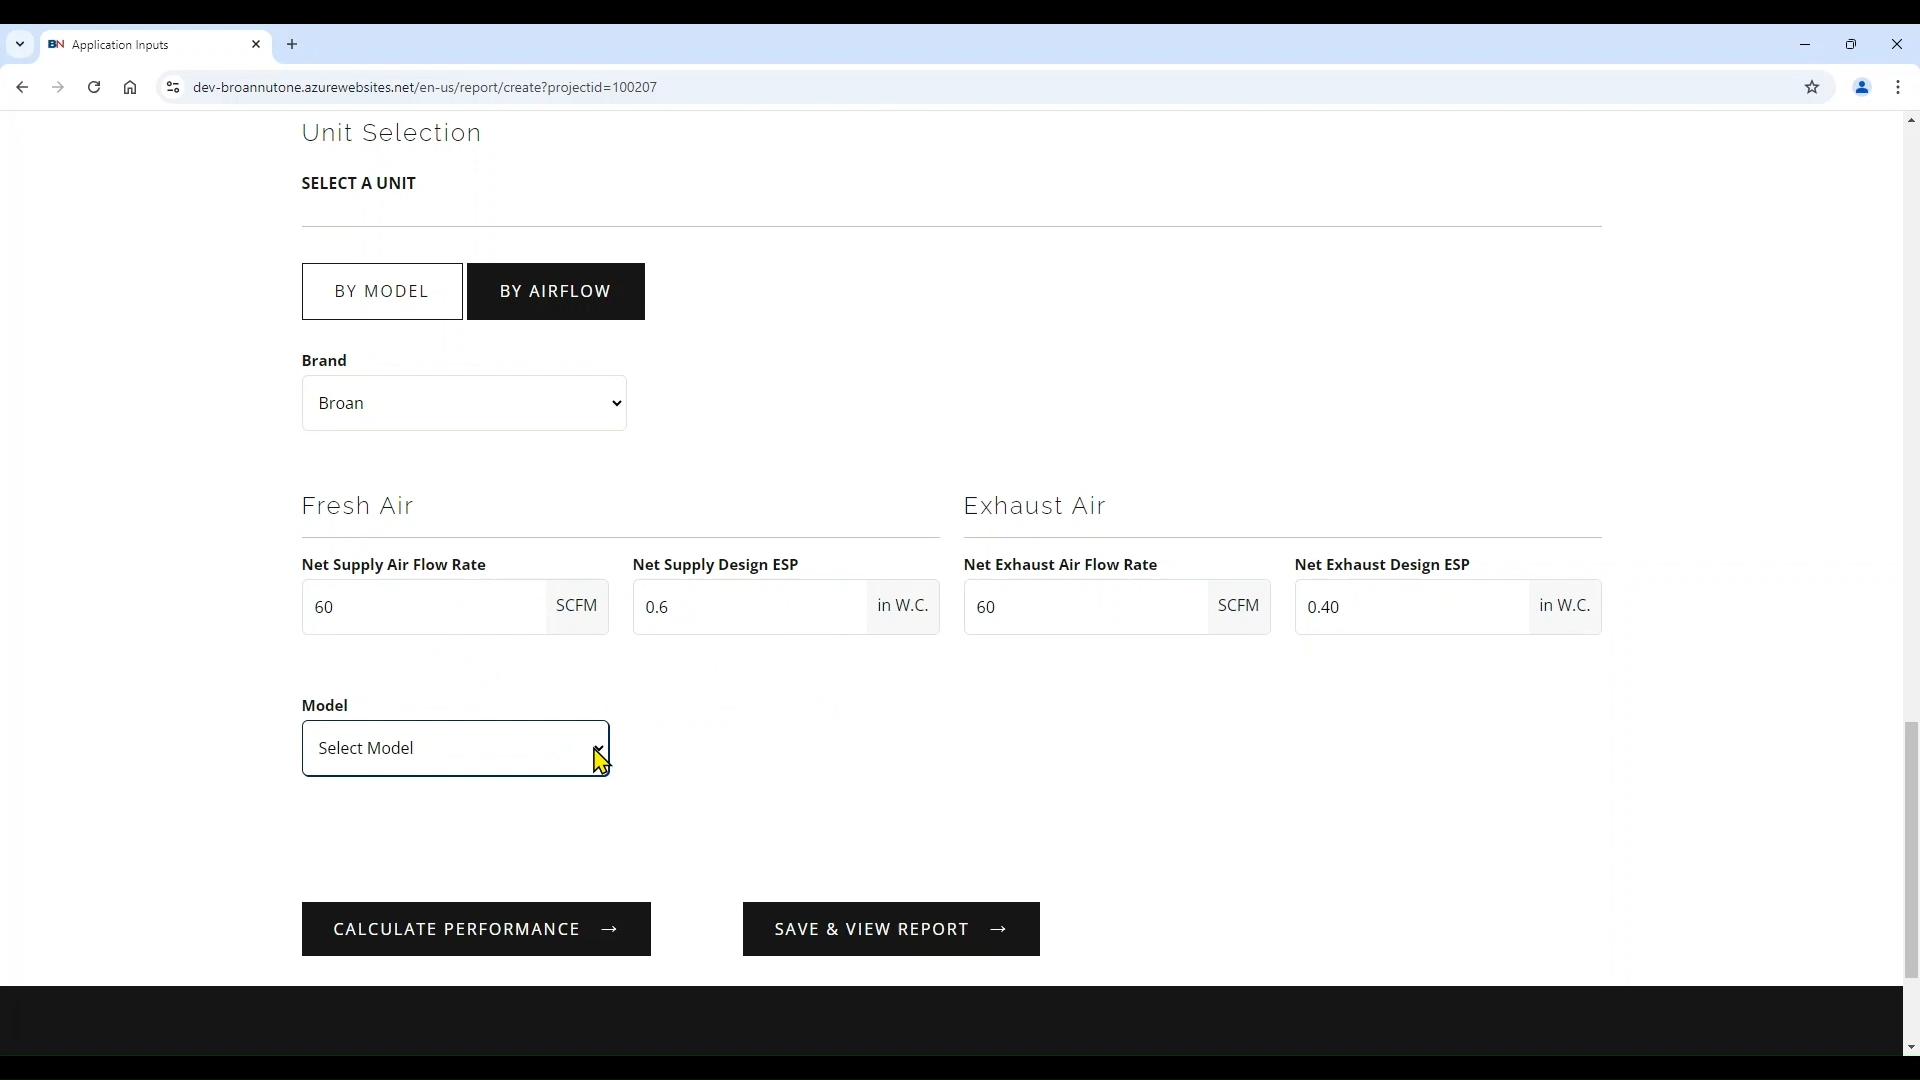 BN Application Inputs
dev-broannutone.azurewebsites.net/en-us/report/create?projectid=100207
Unit Selection
SELECT A UNIT
BY MODEL BY AIRFLOW
Brand
Broan
Fresh Air Exhaust Air
Net Supply Air Flow Rate Net Supply Design ESP Net Exhaust Air Flow Rate Net Exhaust Design ESP
60 SCFM 0.6 in W.C. 60 SCFM 0.40 in W.C.
Model
Select Model
CALCULATE PERFORMANCE → SAVE & VIEW REPORT →